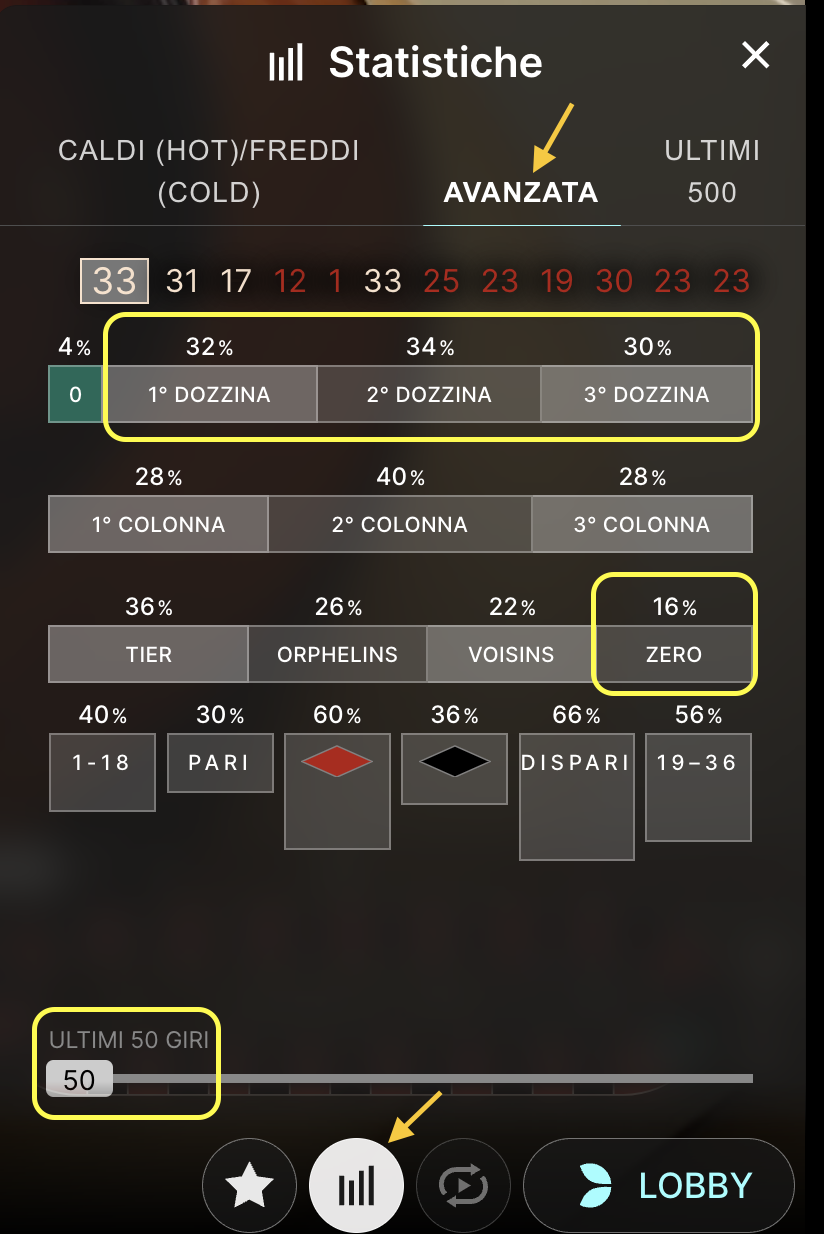 Statistiche
CALDI (HOT)/FREDDI
(COLD)
AVANZATA
ULTIMI
500
33 31 17 12 1 33 25 23 19 30 23 23
4% 32% 34% 30%
0 1° DOZZINA 2° DOZZINA 3° DOZZINA
28% 40% 28%
1° COLONNA 2° COLONNA 3° COLONNA
36% 26% 22% 16%
TIER ORPHELINS VOISINS ZERO
40% 30% 60% 36% 66% 56%
1-18 PARI DISPARI 19–36
ULTIMI 50 GIRI
50
LOBBY